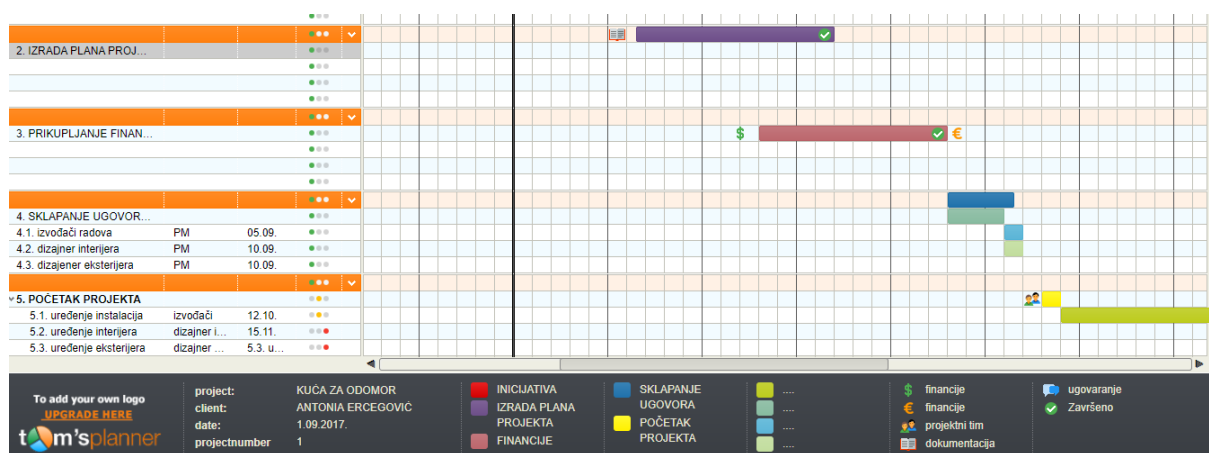 2. IZRADA PLANA PROJ...
$
3. PRIKUPLJANJE FINAN... €
4. SKLAPANJE UGOVOR...
4.1. izvođači radova PM 05.09.
4.2. dizajner interijera PM 10.09.
4.3. dizajener eksterijera PM 10.09.
5. POČETAK PROJEKTA
5.1. uređenje instalacija izvođači 12.10.
5.2. uređenje interijera dizajner i... 15.11.
5.3. uređenje eksterijera dizajner ... 5.3. u...
To add your own logo
UPGRADE HERE
tom'splanner
project: KUĆA ZA ODOMOR
client: ANTONIA ERCEGOVIĆ
date: 1.09.2017.
projectnumber 1
INICIJATIVA
IZRADA PLANA
PROJEKTA
FINANCIJE
SKLAPANJE
UGOVORA
POČETAK
PROJEKTA
....
....
....
....
$ financije
€ financije
projektni tim
dokumentacija
ugovaranje
Završeno